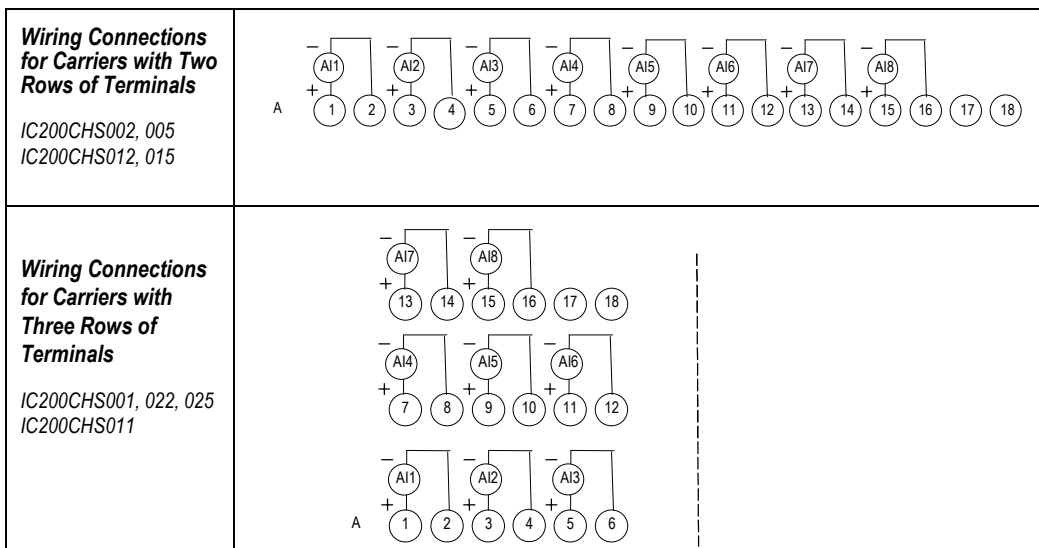 Wiring Connections
for Carriers with Two
Rows of Terminals
IC200CHS002, 005
IC200CHS012, 015
− − − − − − − −
AI1 AI2 AI3 AI4 AI5 AI6 AI7 AI8
+ + + + + + + +
A 1 2 3 4 5 6 7 8 9 10 11 12 13 14 15 16 17 18
Wiring Connections
for Carriers with
Three Rows of
Terminals
IC200CHS001, 022, 025
IC200CHS011
− −
AI7 AI8
+ +
13 14 15 16 17 18
− − −
AI4 AI5 AI6
+ + +
7 8 9 10 11 12
− − −
AI1 AI2 AI3
+ + +
A 1 2 3 4 5 6